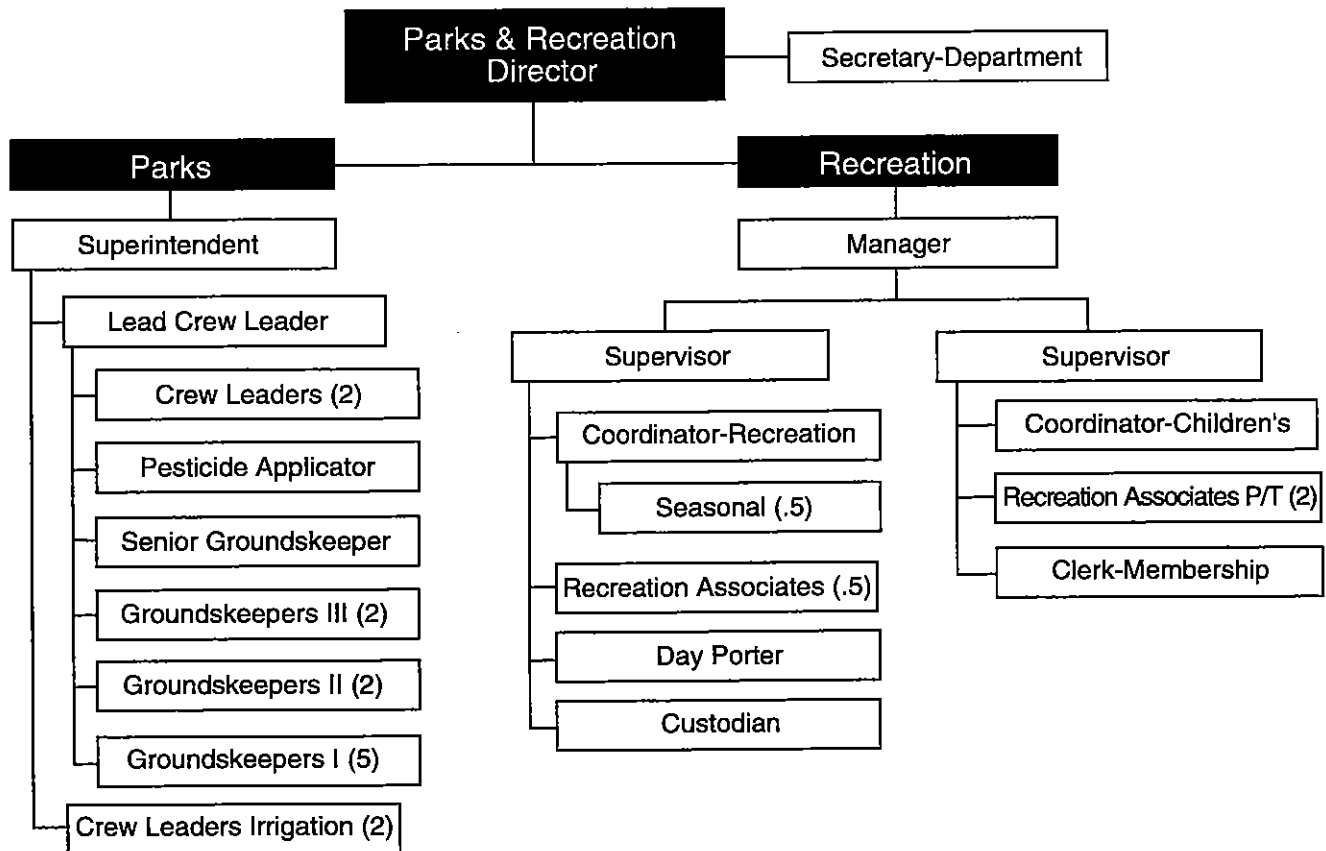 Parks & Recreation
Director
Secretary-Department
Parks
Recreation
Superintendent
Manager
Lead Crew Leader
Crew Leaders (2)
Pesticide Applicator
Senior Groundskeeper
Groundskeepers III (2)
Groundskeepers II (2)
Groundskeepers I (5)
Crew Leaders Irrigation (2)
Supervisor
Coordinator-Recreation
Seasonal (.5)
Recreation Associates (.5)
Day Porter
Custodian
Supervisor
Coordinator-Children's
Recreation Associates P/T (2)
Clerk-Membership